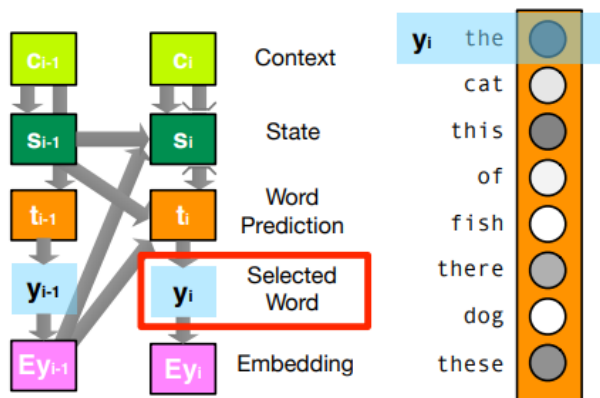 Ci-1 Ci Context
Si-1 Si State
ti-1 ti Word
Prediction
yi-1 yi Selected
Word
Eyi-1 Eyi Embedding
yi the
cat
this
of
fish
there
dog
these